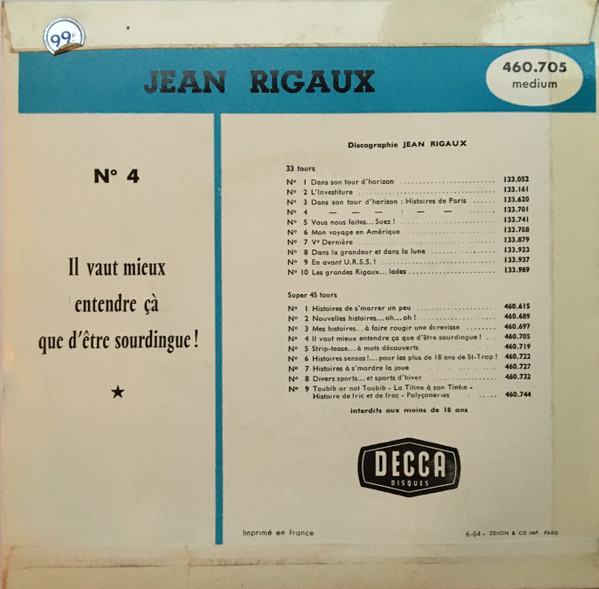 99F
JEAN RIGAUX
460.705
medium
N° 4
Il vaut mieux
entendre çà
que d'être sourdingue !
★
Discographie JEAN RIGAUX
33 tours
N° 1 Dans son tour d'horizon ..................... 133.052
N° 2 L'Investiture ..................... 133.161
N° 3 Dans son tour d'horizon : Histoires de Paris ...... 133.620
N° 4 — — — : — — ...... 133.701
N° 5 Vous nous faites... Suez ! ..................... 133.741
N° 6 Mon voyage en Amérique ..................... 133.788
N° 7 Ve Dernière ..................... 133.879
N° 8 Dans la grandeur et dans la lune ............... 133.923
N° 9 En avant U.R.S.S. ! ..................... 133.937
N° 10 Les grandes Rigaux... lades ..................... 133.989
Super 45 tours
N° 1 Histoires de s'marrer un peu ..................... 460.615
N° 2 Nouvelles histoires... oh... oh ! ..................... 460.689
N° 3 Mes histoires... à faire rougir une écrevisse ......... 460.697
N° 4 Il vaut mieux entendre ça que d'être sourdingue ! . . 460.705
N° 5 Strip-tease... à mots découverts ............... 460.719
N° 6 Histoires sensas !... pour les plus de 18 ans de St-Trop ! 460.722
N° 7 Histoires à s'mordre la joue ..................... 460.727
N° 8 Divers sports... et sports d'hiver ............... 460.732
N° 9 Toubib or not Toubib - La Titine à son Tintin -
Histoire de fric et de frac - Polyçoneries ..... 460.744
interdits aux moins de 18 ans
DECCA
DISQUES
Imprimé en France
6-64 - DEHON & CIE IMP. PARIS